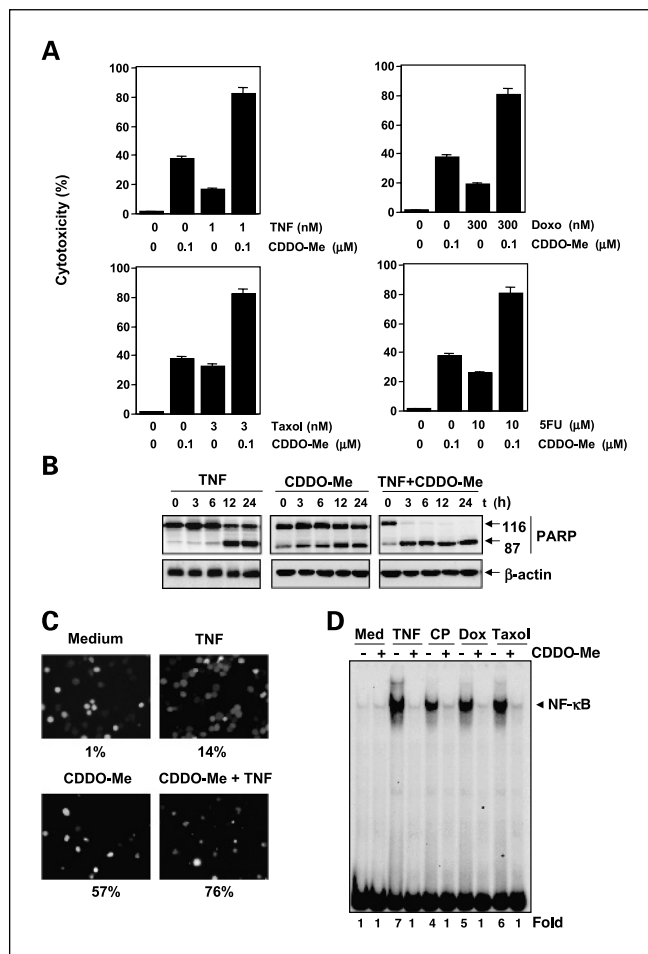 A
Cytotoxicity (%)
100
80
60
40
20
0
0 0 1 1 TNF (nM)
0 0.1 0 0.1 CDDO-Me (μM)
100
80
60
40
20
0
0 0 300 300 Doxo (nM)
0 0.1 0 0.1 CDDO-Me (μM)
100
80
60
40
20
0
0 0 3 3 Taxol (nM)
0 0.1 0 0.1 CDDO-Me (μM)
100
80
60
40
20
0
0 0 10 10 5FU (μM)
0 0.1 0 0.1 CDDO-Me (μM)
B
TNF CDDO-Me TNF+CDDO-Me
0 3 6 12 24 0 3 6 12 24 0 3 6 12 24 t (h)
116
PARP
87
β-actin
C
Medium TNF
1% 14%
CDDO-Me CDDO-Me + TNF
57% 76%
D
Med TNF CP Dox Taxol
- + - + - + - + - + CDDO-Me
NF-κB
1 1 7 1 4 1 5 1 6 1 Fold